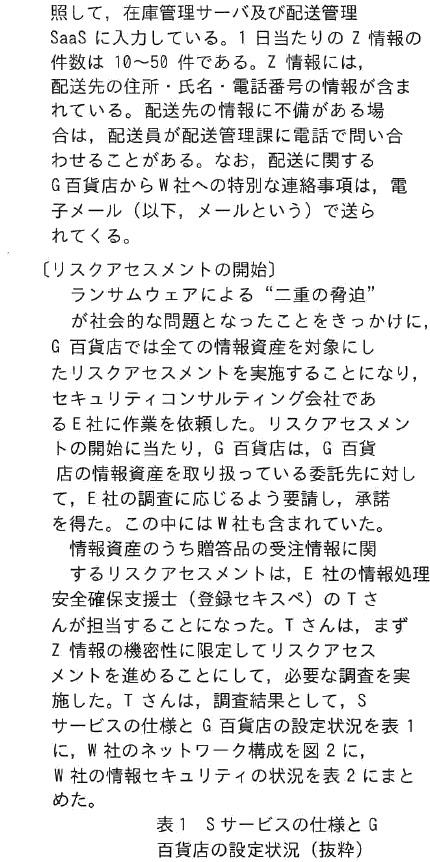 照して，在庫管理サーバ及び配送管理
SaaS に入力している。1 日当たりの Z 情報の
件数は 10～50 件である。Z 情報には，
配送先の住所・氏名・電話番号の情報が含ま
れている。配送先の情報に不備がある場
合は，配送員が配送管理課に電話で問い合
わせることがある。なお，配送に関する
G 百貨店から W 社への特別な連絡事項は，電
子メール（以下，メールという）で送ら
れてくる。
〔リスクアセスメントの開始〕
ランサムウェアによる“二重の脅迫”
が社会的な問題となったことをきっかけに，
G 百貨店では全ての情報資産を対象にし
たリスクアセスメントを実施することになり，
セキュリティコンサルティング会社であ
る E 社に作業を依頼した。リスクアセスメン
トの開始に当たり，G 百貨店は，G 百貨
店の情報資産を取り扱っている委託先に対し
て，E 社の調査に応じるよう要請し，承諾
を得た。この中には W 社も含まれていた。
情報資産のうち贈答品の受注情報に関
するリスクアセスメントは，E 社の情報処理
安全確保支援士（登録セキスペ）の T さ
んが担当することになった。T さんは，まず
Z 情報の機密性に限定してリスクアセス
メントを進めることにして，必要な調査を実
施した。T さんは，調査結果として，S
サービスの仕様と G 百貨店の設定状況を表 1
に，W 社のネットワーク構成を図 2 に，
W 社の情報セキュリティの状況を表 2 にまと
めた。
表 1 S サービスの仕様と G
百貨店の設定状況（抜粋）